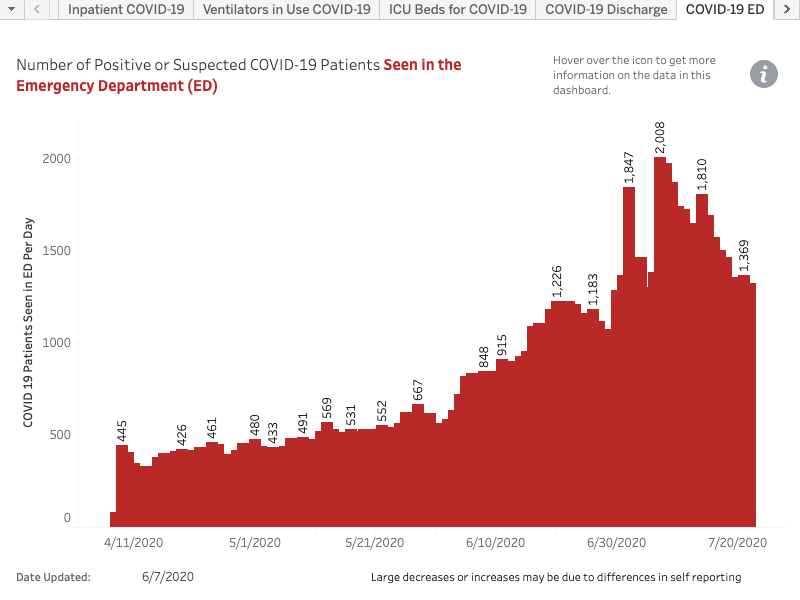 Inpatient COVID-19 Ventilators in Use COVID-19 ICU Beds for COVID-19 COVID-19 Discharge COVID-19 ED
Number of Positive or Suspected COVID-19 Patients Seen in the
Emergency Department (ED)
Hover over the icon to get more
information on the data in this
dashboard.
i
COVID 19 Patients Seen in ED Per Day
2000
1500
1000
500
0
445
426
461
480
433
491
569
531
552
667
848
915
1,226
1,183
1,847
2,008
1,810
1,369
4/11/2020 5/1/2020 5/21/2020 6/10/2020 6/30/2020 7/20/2020
Date Updated: 6/7/2020
Large decreases or increases may be due to differences in self reporting